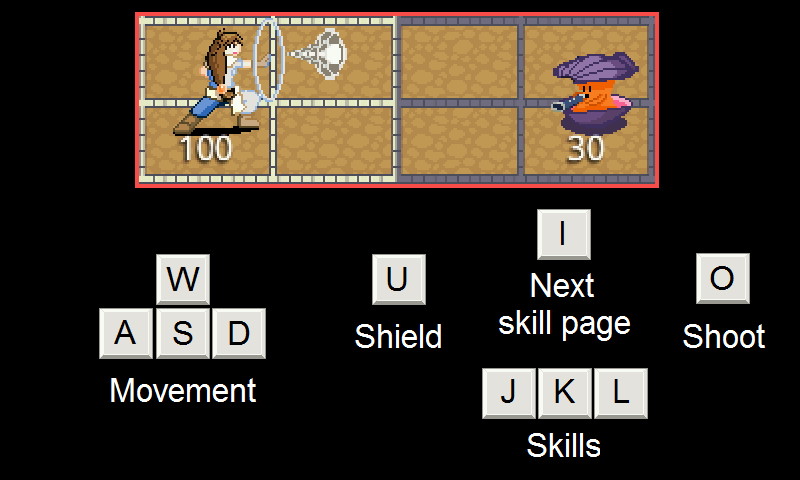 100
30
I
W
U
O
Next
skill page
A S D
Shield
Shoot
J K L
Movement
Skills